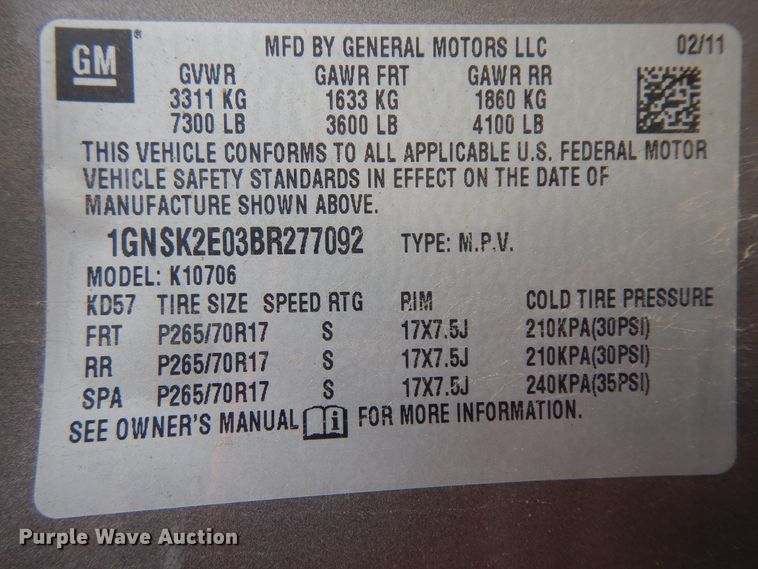 GM ® MFD BY GENERAL MOTORS LLC 02/11
GVWR GAWR FRT GAWR RR
3311 KG 1633 KG 1860 KG
7300 LB 3600 LB 4100 LB
THIS VEHICLE CONFORMS TO ALL APPLICABLE U.S. FEDERAL MOTOR
VEHICLE SAFETY STANDARDS IN EFFECT ON THE DATE OF
MANUFACTURE SHOWN ABOVE.
1GNSK2E03BR277092 TYPE: M.P.V.
MODEL: K10706
KD57 TIRE SIZE SPEED RTG RIM COLD TIRE PRESSURE
FRT P265/70R17 S 17X7.5J 210KPA(30PSI)
RR P265/70R17 S 17X7.5J 210KPA(30PSI)
SPA P265/70R17 S 17X7.5J 240KPA(35PSI)
SEE OWNER'S MANUAL i FOR MORE INFORMATION.
Purple Wave Auction